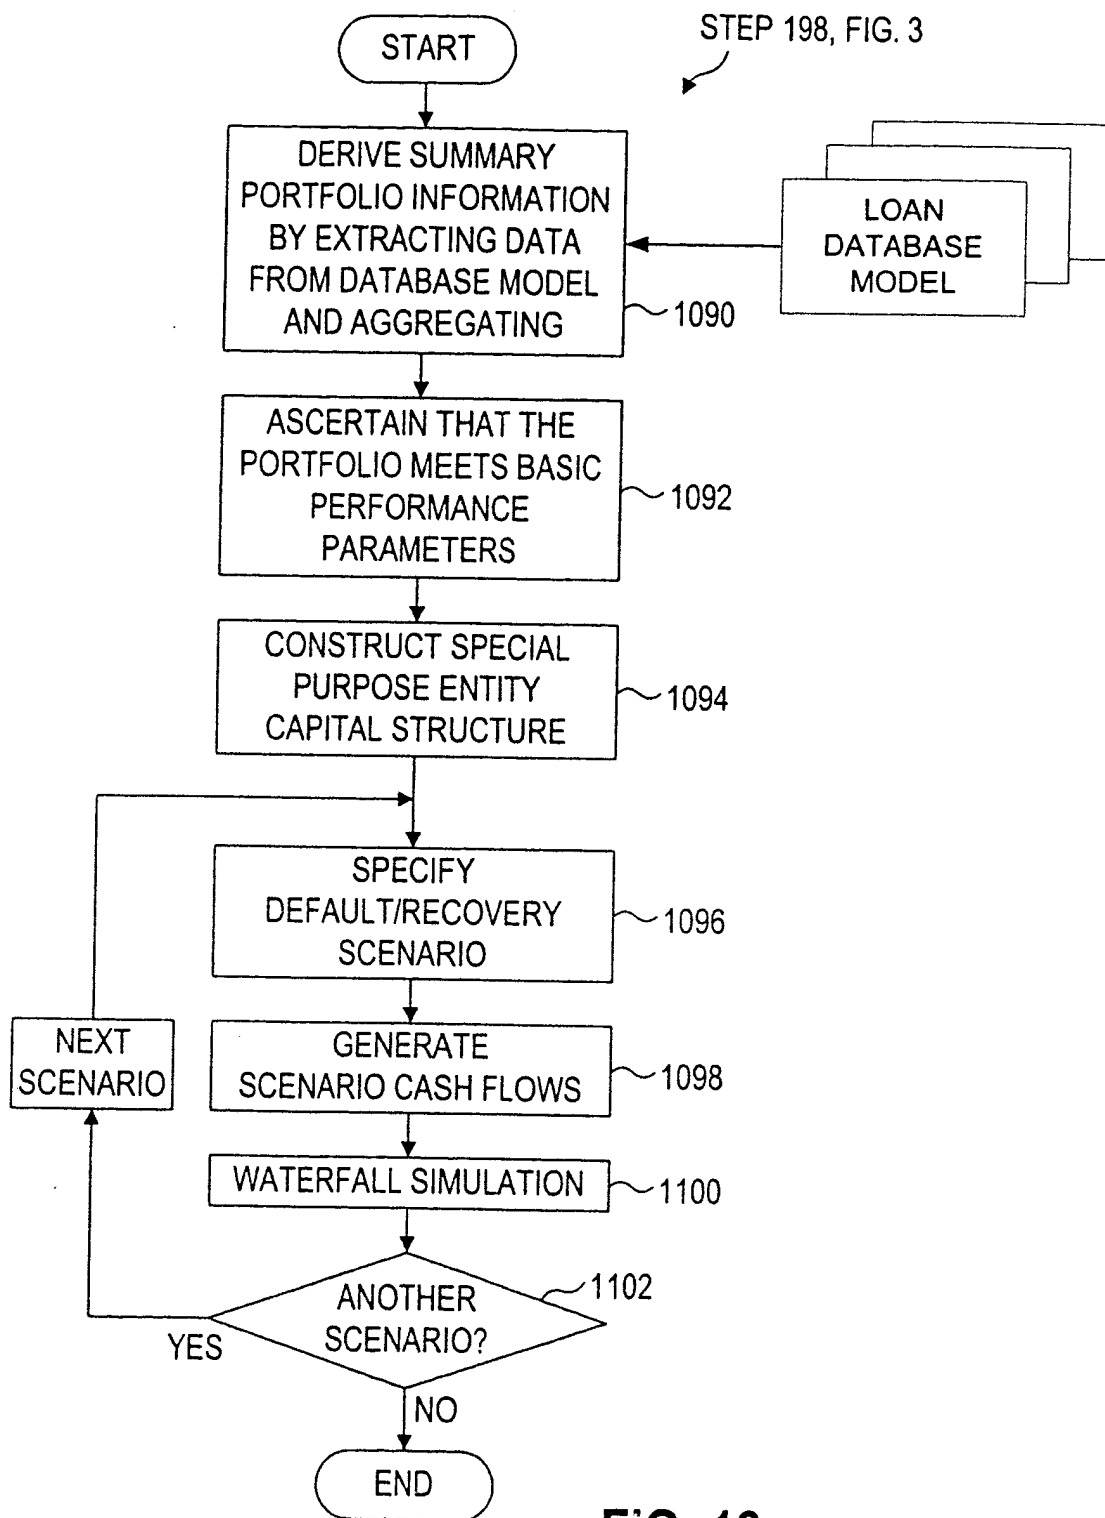 START
STEP 198, FIG. 3
DERIVE SUMMARY
PORTFOLIO INFORMATION
BY EXTRACTING DATA
FROM DATABASE MODEL
AND AGGREGATING
1090
LOAN
DATABASE
MODEL
ASCERTAIN THAT THE
PORTFOLIO MEETS BASIC
PERFORMANCE
PARAMETERS
1092
CONSTRUCT SPECIAL
PURPOSE ENTITY
CAPITAL STRUCTURE
1094
SPECIFY
DEFAULT/RECOVERY
SCENARIO
1096
NEXT
SCENARIO
GENERATE
SCENARIO CASH FLOWS
1098
WATERFALL SIMULATION
1100
ANOTHER
SCENARIO?
1102
YES
NO
END